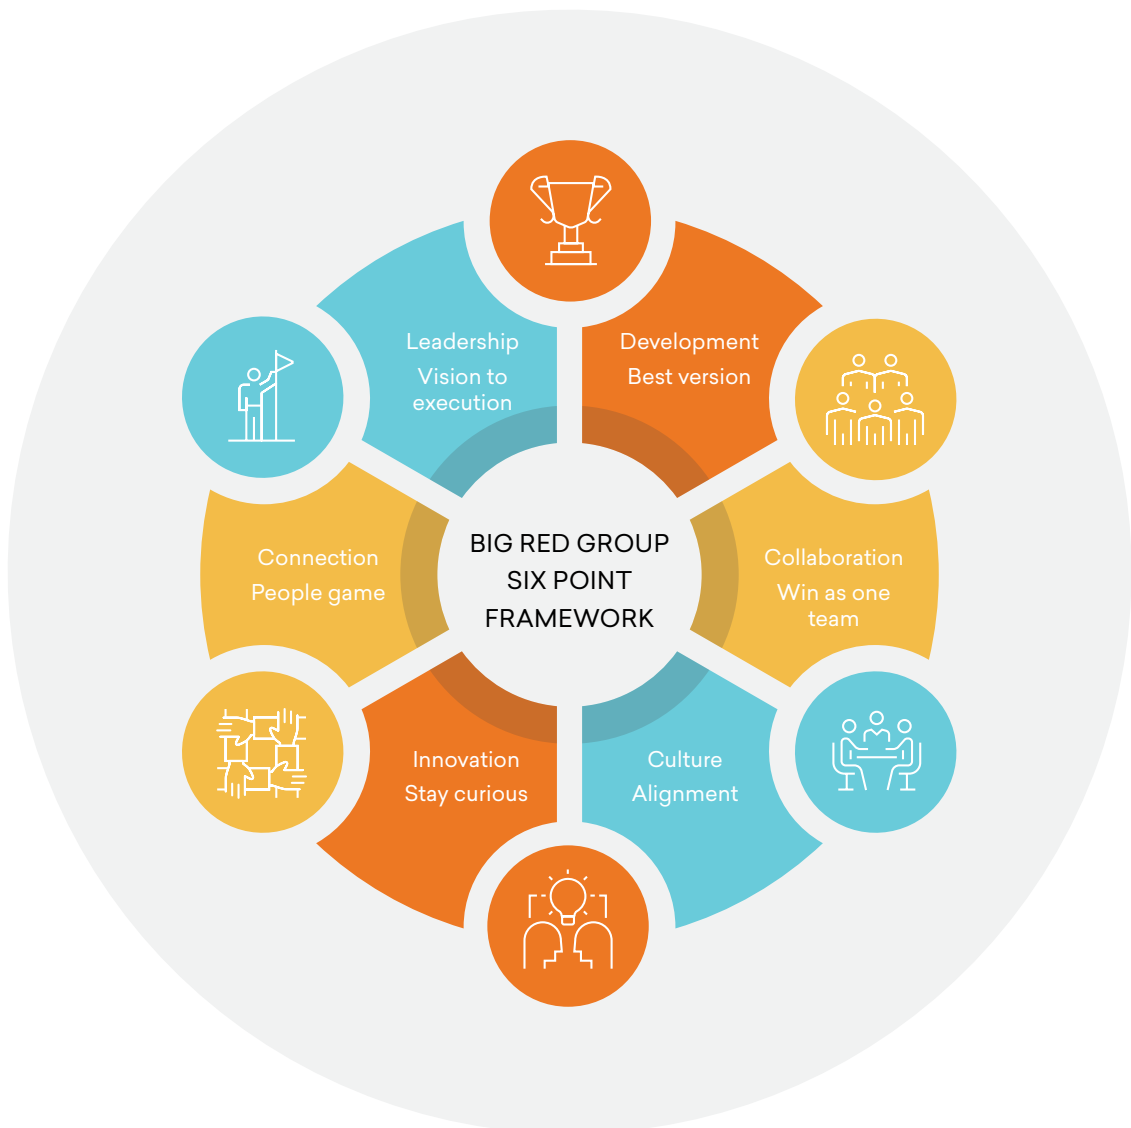 Leadership
Vision to
execution
Development
Best version
Connection
People game
BIG RED GROUP
SIX POINT
FRAMEWORK
Collaboration
Win as one
team
Innovation
Stay curious
Culture
Alignment